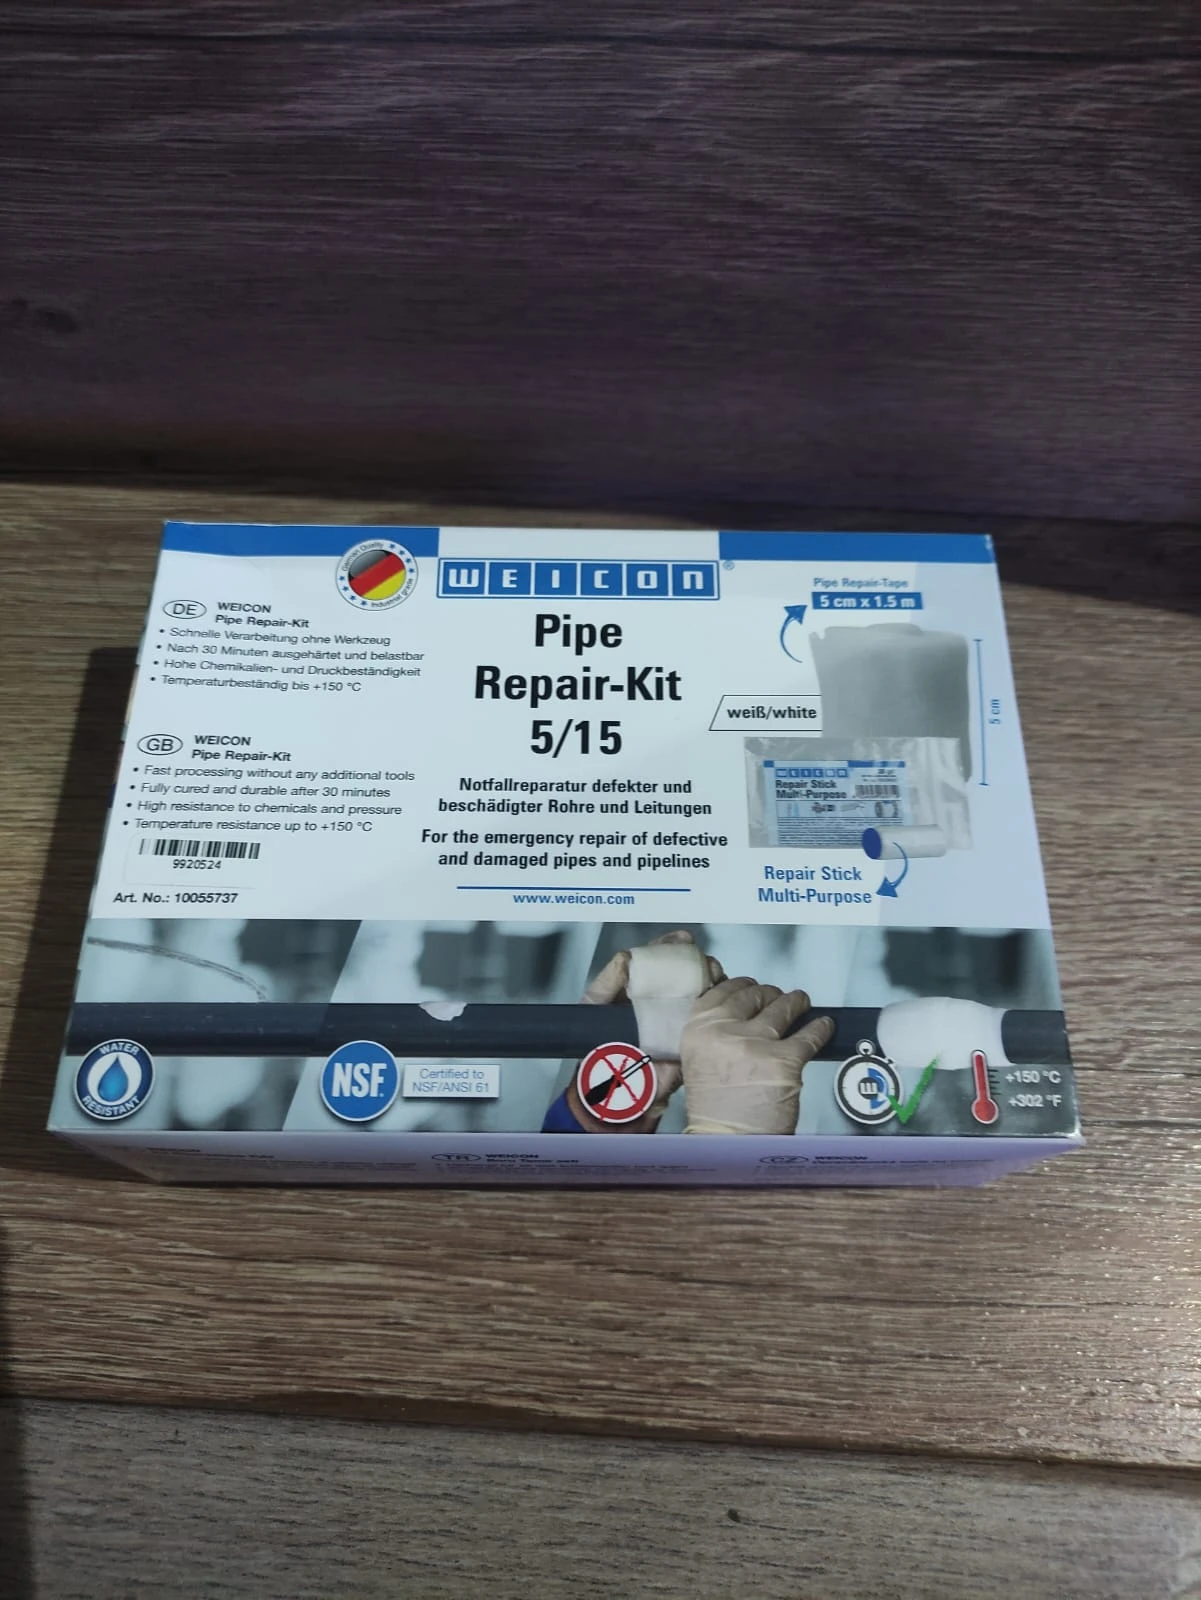 German Quality
Industrial grade
WEICON®
DE WEICON
Pipe Repair-Kit
• Schnelle Verarbeitung ohne Werkzeug
• Nach 30 Minuten ausgehärtet und belastbar
• Hohe Chemikalien- und Druckbeständigkeit
• Temperaturbeständig bis +150 °C
GB WEICON
Pipe Repair-Kit
• Fast processing without any additional tools
• Fully cured and durable after 30 minutes
• High resistance to chemicals and pressure
• Temperature resistance up to +150 °C
9920524
Art. No.: 10055737
Pipe
Repair-Kit
5/15
Notfallreparatur defekter und
beschädigter Rohre und Leitungen
For the emergency repair of defective
and damaged pipes and pipelines
www.weicon.com
Pipe Repair-Tape
5 cm x 1.5 m
weiß/white
5 cm
WEICON
Repair Stick
Multi-Purpose
Repair Stick
Multi-Purpose
WATER
RESISTANT
NSF®
Certified to
NSF/ANSI 61
+150 °C
+302 °F
WEICON
TR WEICON
CZ WEICON